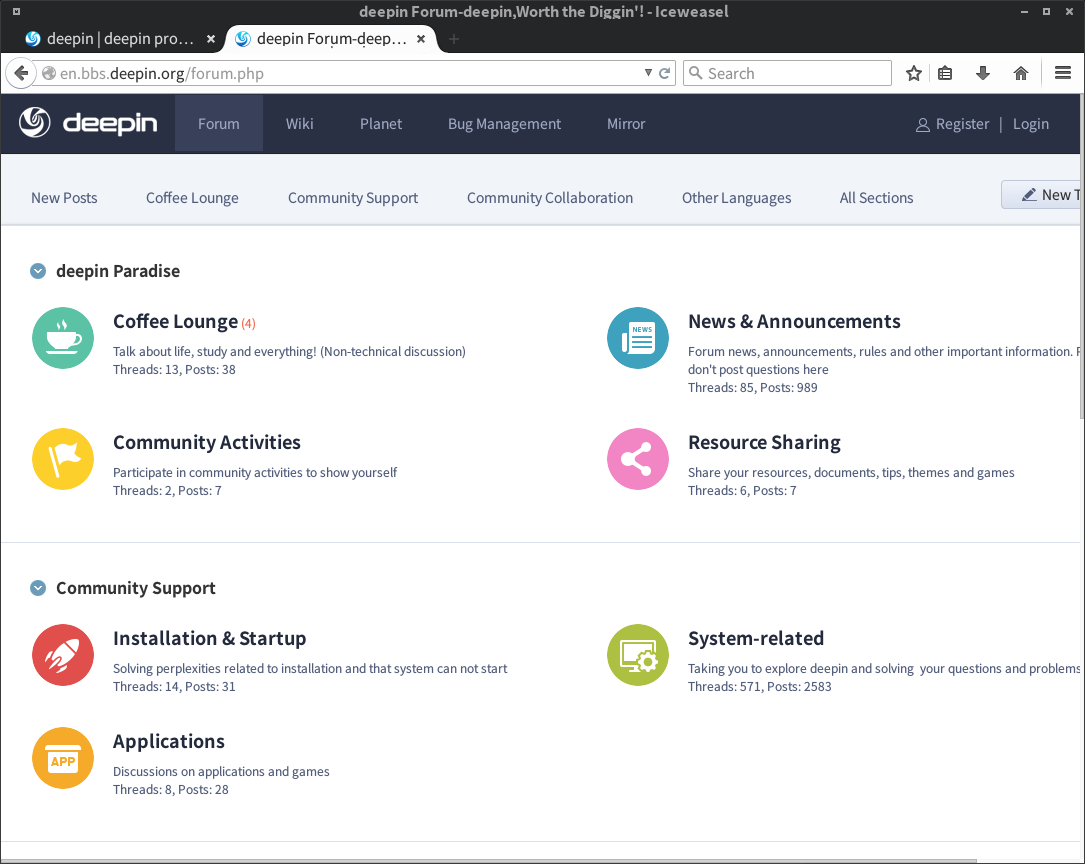 deepin Forum-deepin,Worth the Diggin'! - Iceweasel
deepin | deepin pro...
deepin Forum-deep...
en.bbs.deepin.org/forum.php
Search
deepin
Forum
Wiki
Planet
Bug Management
Mirror
Register | Login
New Posts
Coffee Lounge
Community Support
Community Collaboration
Other Languages
All Sections
New T
deepin Paradise
Coffee Lounge (4)
Talk about life, study and everything! (Non-technical discussion)
Threads: 13, Posts: 38
NEWS
News & Announcements
Forum news, announcements, rules and other important information.
don't post questions here
Threads: 85, Posts: 989
Community Activities
Participate in community activities to show yourself
Threads: 2, Posts: 7
Resource Sharing
Share your resources, documents, tips, themes and games
Threads: 6, Posts: 7
Community Support
Installation & Startup
Solving perplexities related to installation and that system can not start
Threads: 14, Posts: 31
System-related
Taking you to explore deepin and solving  your questions and problems
Threads: 571, Posts: 2583
APP
Applications
Discussions on applications and games
Threads: 8, Posts: 28